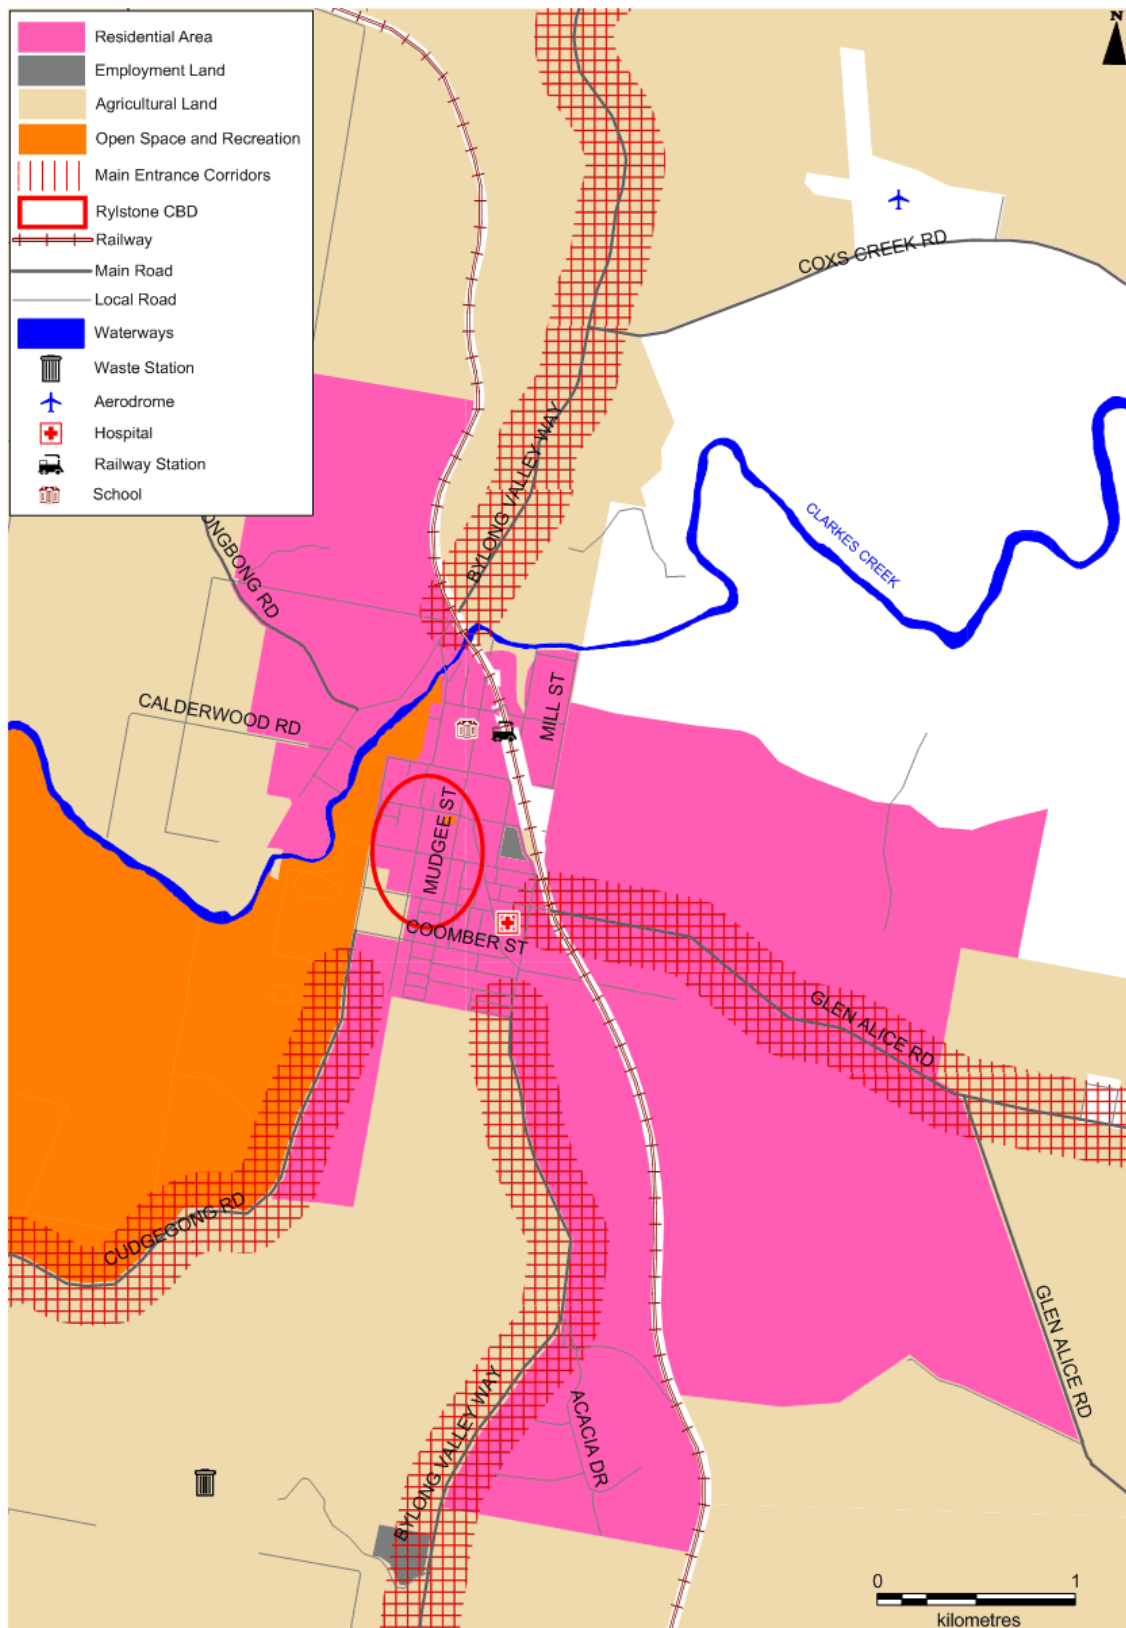 Residential Area
Employment Land
Agricultural Land
Open Space and Recreation
Main Entrance Corridors
Rylstone CBD
Railway
Main Road
Local Road
Waterways
Waste Station
Aerodrome
Hospital
Railway Station
School
N
COXS CREEK RD
BYLONG VALLEY WAY
CLARKES CREEK
ONGBONG RD
CALDERWOOD RD
MILL ST
MUDGEE ST
COOMBER ST
GLEN ALICE RD
CUDGEGONG RD
GLEN ALICE RD
BYLONG VALLEY WAY
ACACIA DR
0 1
kilometres